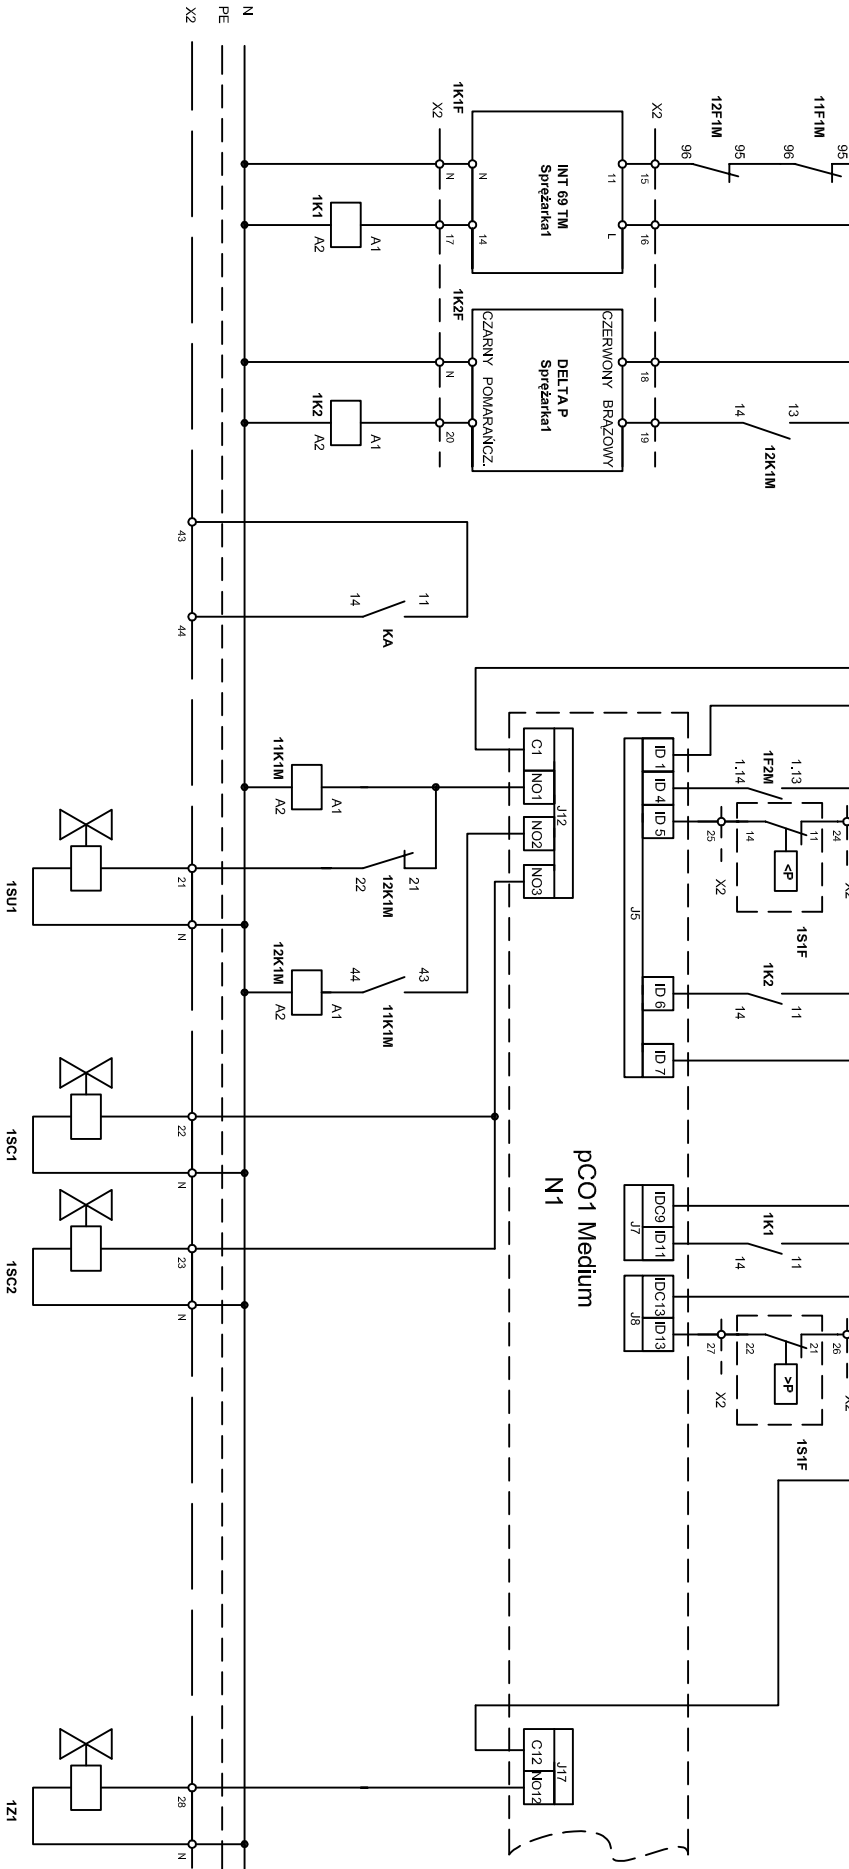 X2
PE
N
11F1M
95
96
12F1M
95
96
X2
15
16
1K1F
X2
INT 69 TM
Sprężarka1
11
L
N
14
N
17
1K1
A1
A2
1K2F
DELTA P
Sprężarka1
CZERWONY BRĄZOWY
CZARNY POMARAŃCZ.
18
19
13
14
12K1M
N
20
1K2
A1
A2
43
44
11
14
KA
C1
NO1
NO2
NO3
J12
ID 1
ID 4
ID 5
ID 6
ID 7
J5
1F2M
1.13
1.14
24
X2
11
14
<P
25
X2
1S1F
1K2
11
14
11K1M
A1
A2
21
22
12K1M
21
N
1SU1
43
44
11K1M
12K1M
A1
A2
22
N
1SC1
23
N
1SC2
pCO1 Medium
N1
IDC9
ID11
J7
1K1
11
14
IDC13
ID13
J8
26
X2
21
22
>P
27
X2
1S1F
C12
NO12
J17
28
N
1Z1